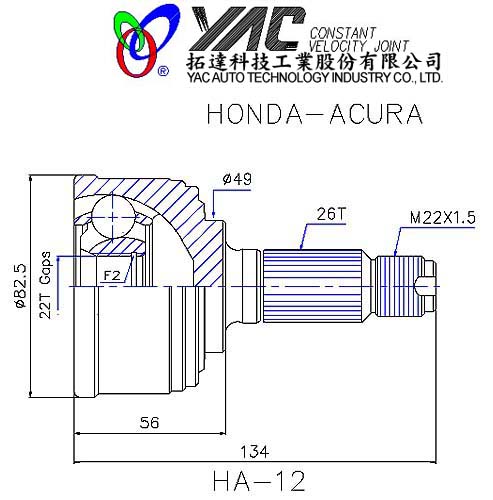 YAC CONSTANT
VELOCITY JOINT
拓達科技工業股份有限公司
® YAC AUTO TECHNOLOGY INDUSTRY CO., LTD.
HONDA-ACURA
ø49
26T
M22X1.5
ø82.5
22T Gaps
F2
56
134
HA-12